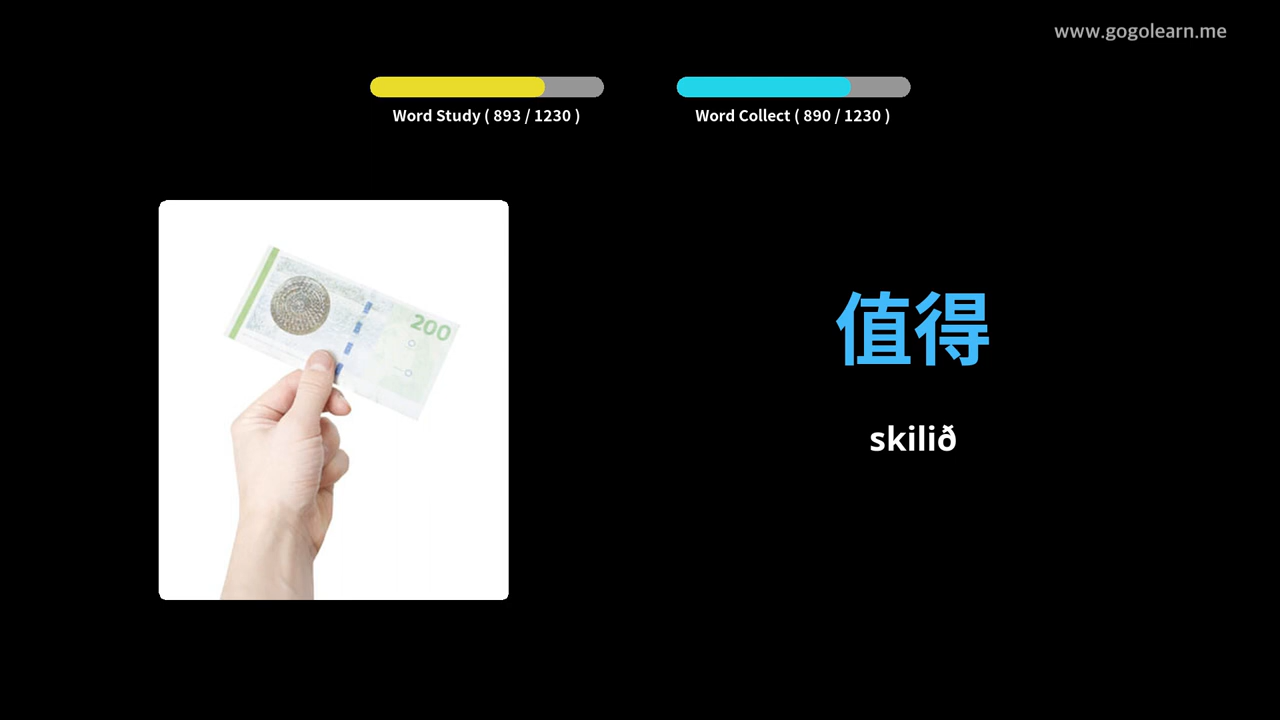 www.gogolearn.me
Word Study ( 893 / 1230 )
Word Collect ( 890 / 1230 )
200
值得
skilið